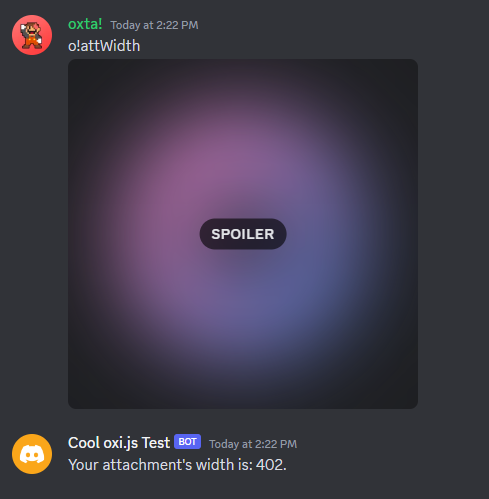 oxta! Today at 2:22 PM
o!attWidth
SPOILER
Cool oxi.js Test BOT Today at 2:22 PM
Your attachment's width is: 402.